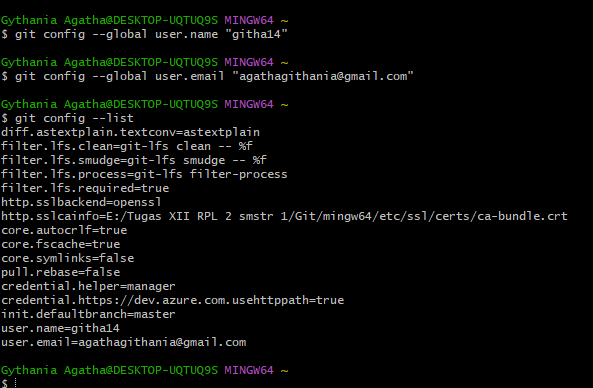 Gythania Agatha@DESKTOP-UQTUQ9S MINGW64 ~
$ git config --global user.name "githa14"
Gythania Agatha@DESKTOP-UQTUQ9S MINGW64 ~
$ git config --global user.email "agathagithania@gmail.com"
Gythania Agatha@DESKTOP-UQTUQ9S MINGW64 ~
$ git config --list
diff.astextplain.textconv=astextplain
filter.lfs.clean=git-lfs clean -- %f
filter.lfs.smudge=git-lfs smudge -- %f
filter.lfs.process=git-lfs filter-process
filter.lfs.required=true
http.sslbackend=openssl
http.sslcainfo=E:/Tugas XII RPL 2 smstr 1/Git/mingw64/etc/ssl/certs/ca-bundle.crt
core.autocrlf=true
core.fscache=true
core.symlinks=false
pull.rebase=false
credential.helper=manager
credential.https://dev.azure.com.usehttppath=true
init.defaultbranch=master
user.name=githa14
user.email=agathagithania@gmail.com
Gythania Agatha@DESKTOP-UQTUQ9S MINGW64 ~
$